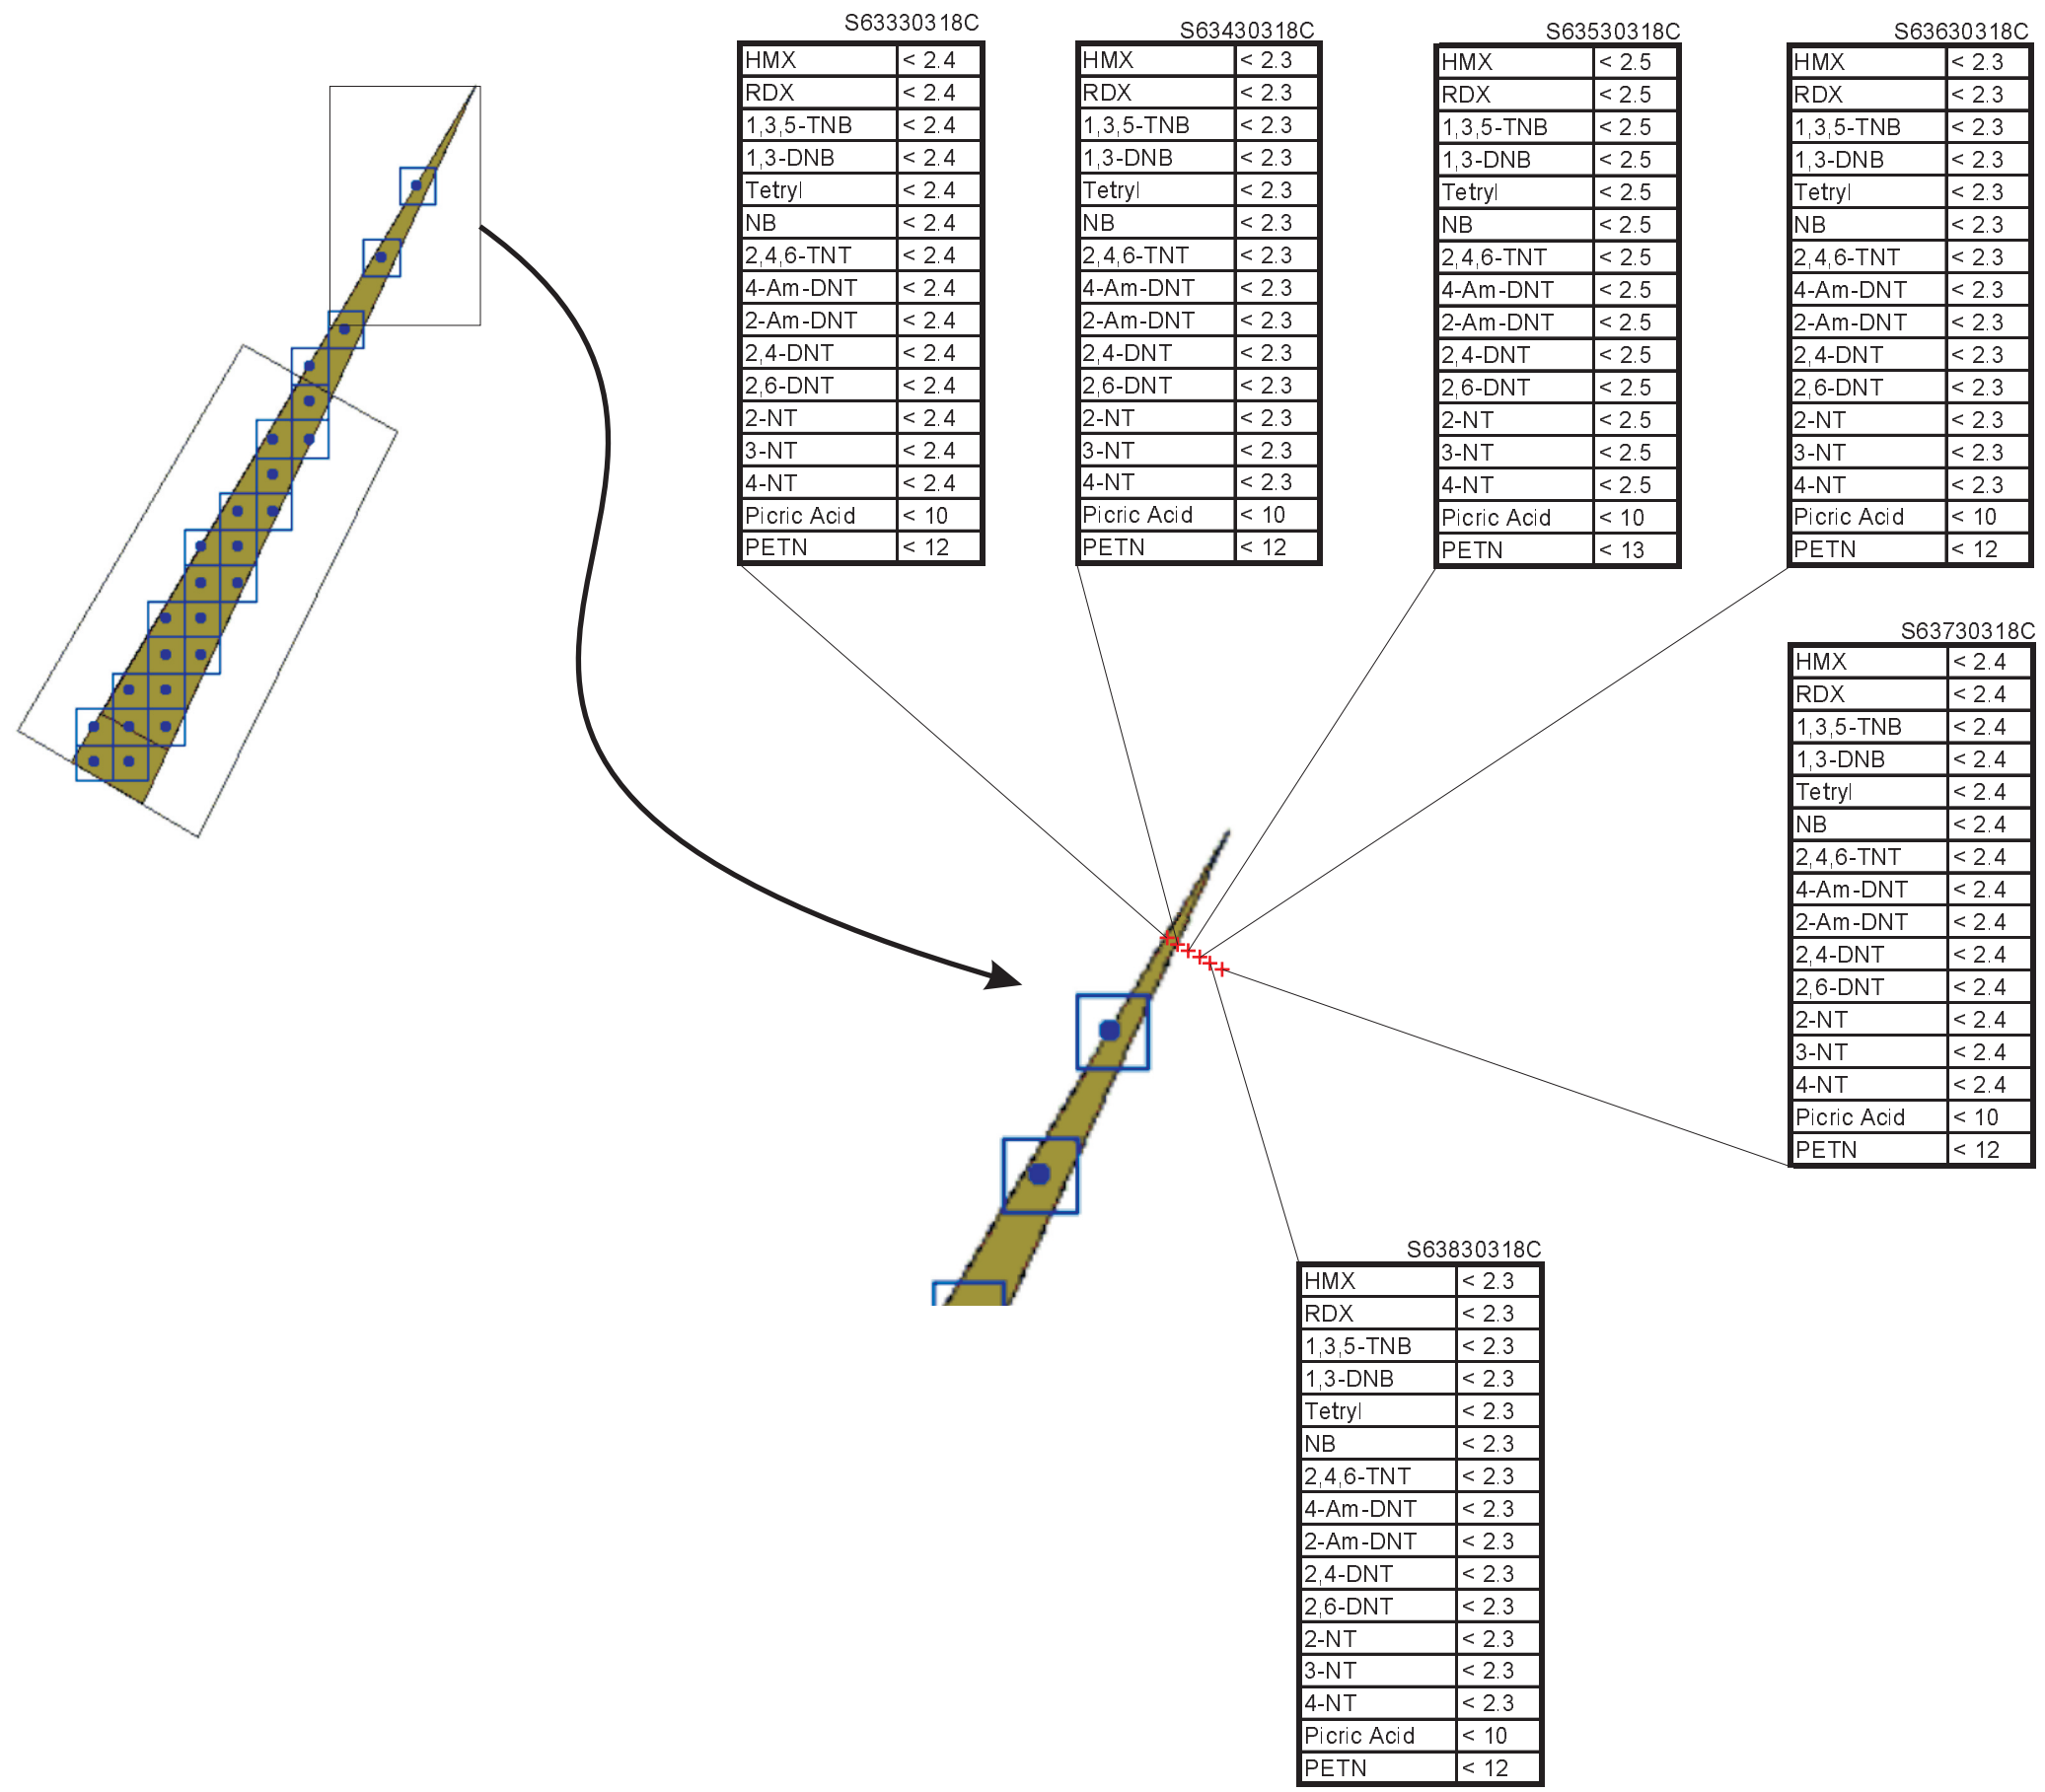 S63330318C
HMX < 2.4
RDX < 2.4
1,3,5-TNB < 2.4
1,3-DNB < 2.4
Tetryl < 2.4
NB < 2.4
2,4,6-TNT < 2.4
4-Am-DNT < 2.4
2-Am-DNT < 2.4
2,4-DNT < 2.4
2,6-DNT < 2.4
2-NT < 2.4
3-NT < 2.4
4-NT < 2.4
Picric Acid < 10
PETN < 12
S63430318C
HMX < 2.3
RDX < 2.3
1,3,5-TNB < 2.3
1,3-DNB < 2.3
Tetryl < 2.3
NB < 2.3
2,4,6-TNT < 2.3
4-Am-DNT < 2.3
2-Am-DNT < 2.3
2,4-DNT < 2.3
2,6-DNT < 2.3
2-NT < 2.3
3-NT < 2.3
4-NT < 2.3
Picric Acid < 10
PETN < 12
S63530318C
HMX < 2.5
RDX < 2.5
1,3,5-TNB < 2.5
1,3-DNB < 2.5
Tetryl < 2.5
NB < 2.5
2,4,6-TNT < 2.5
4-Am-DNT < 2.5
2-Am-DNT < 2.5
2,4-DNT < 2.5
2,6-DNT < 2.5
2-NT < 2.5
3-NT < 2.5
4-NT < 2.5
Picric Acid < 10
PETN < 13
S63630318C
HMX < 2.3
RDX < 2.3
1,3,5-TNB < 2.3
1,3-DNB < 2.3
Tetryl < 2.3
NB < 2.3
2,4,6-TNT < 2.3
4-Am-DNT < 2.3
2-Am-DNT < 2.3
2,4-DNT < 2.3
2,6-DNT < 2.3
2-NT < 2.3
3-NT < 2.3
4-NT < 2.3
Picric Acid < 10
PETN < 12
S63730318C
HMX < 2.4
RDX < 2.4
1,3,5-TNB < 2.4
1,3-DNB < 2.4
Tetryl < 2.4
NB < 2.4
2,4,6-TNT < 2.4
4-Am-DNT < 2.4
2-Am-DNT < 2.4
2,4-DNT < 2.4
2,6-DNT < 2.4
2-NT < 2.4
3-NT < 2.4
4-NT < 2.4
Picric Acid < 10
PETN < 12
S63830318C
HMX < 2.3
RDX < 2.3
1,3,5-TNB < 2.3
1,3-DNB < 2.3
Tetryl < 2.3
NB < 2.3
2,4,6-TNT < 2.3
4-Am-DNT < 2.3
2-Am-DNT < 2.3
2,4-DNT < 2.3
2,6-DNT < 2.3
2-NT < 2.3
3-NT < 2.3
4-NT < 2.3
Picric Acid < 10
PETN < 12